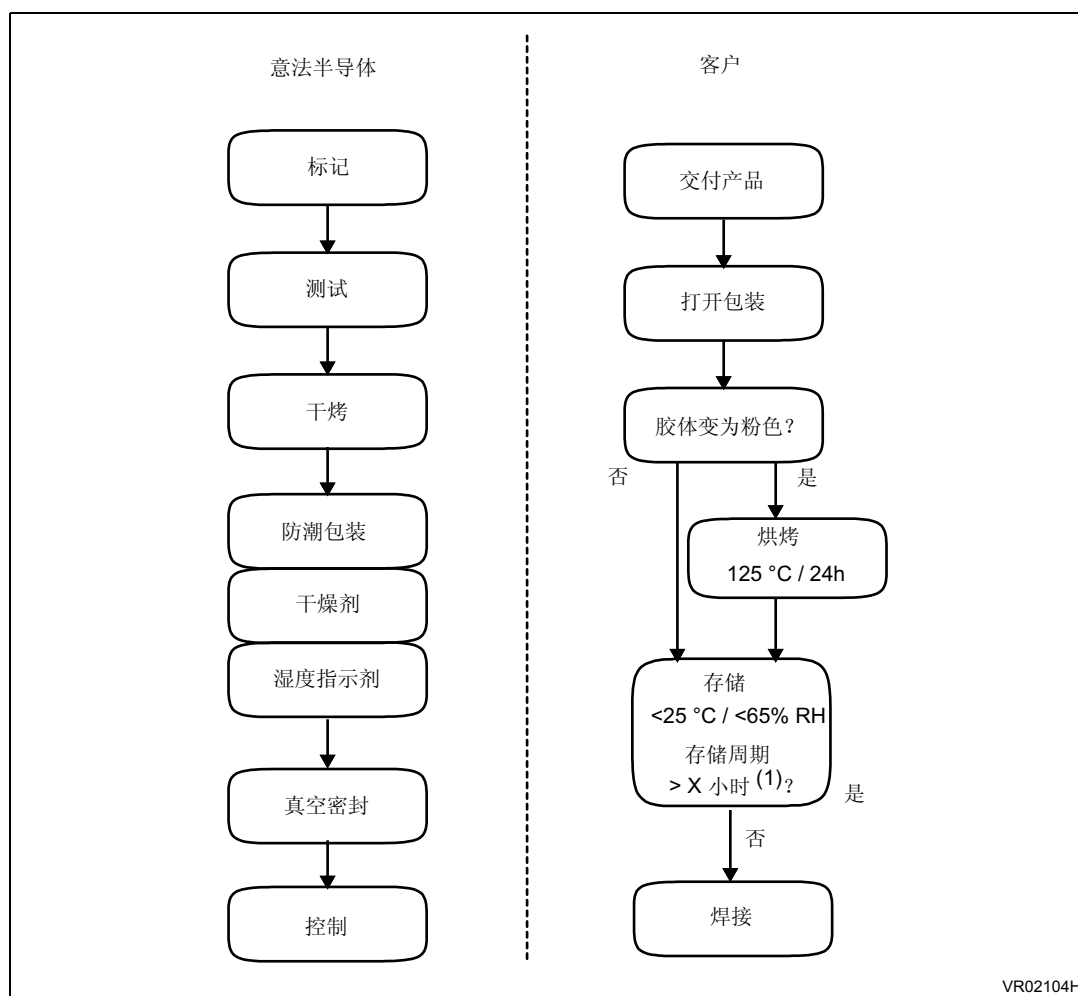 意法半导体
标记
测试
干烤
防潮包装
干燥剂
湿度指示剂
真空密封
控制
客户
交付产品
打开包装
胶体变为粉色？
否
是
烘烤
125 °C / 24h
存储
<25 °C / <65% RH
存储周期
> X 小时 (1)？
是
否
焊接
VR02104H